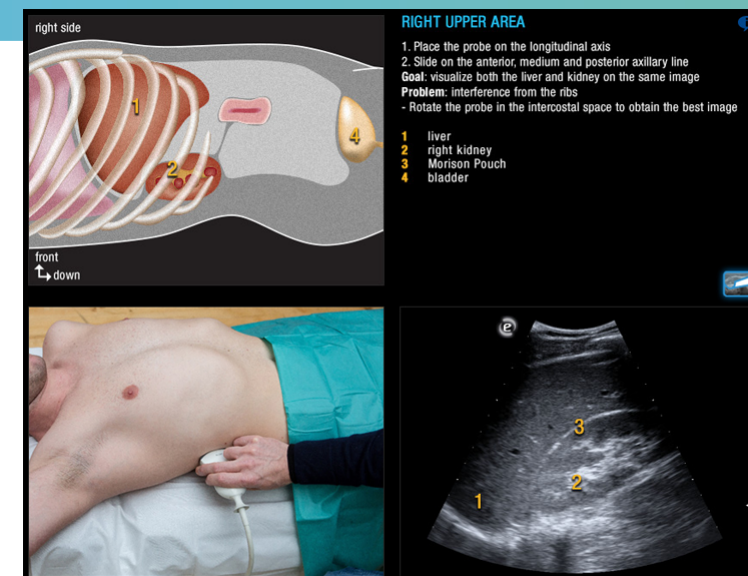 right side
1
2
4
front
down
RIGHT UPPER AREA
1. Place the probe on the longitudinal axis
2. Slide on the anterior, medium and posterior axillary line
Goal: visualize both the liver and kidney on the same image
Problem: interference from the ribs
- Rotate the probe in the intercostal space to obtain the best image
1 liver
2 right kidney
3 Morison Pouch
4 bladder
e
3
2
1